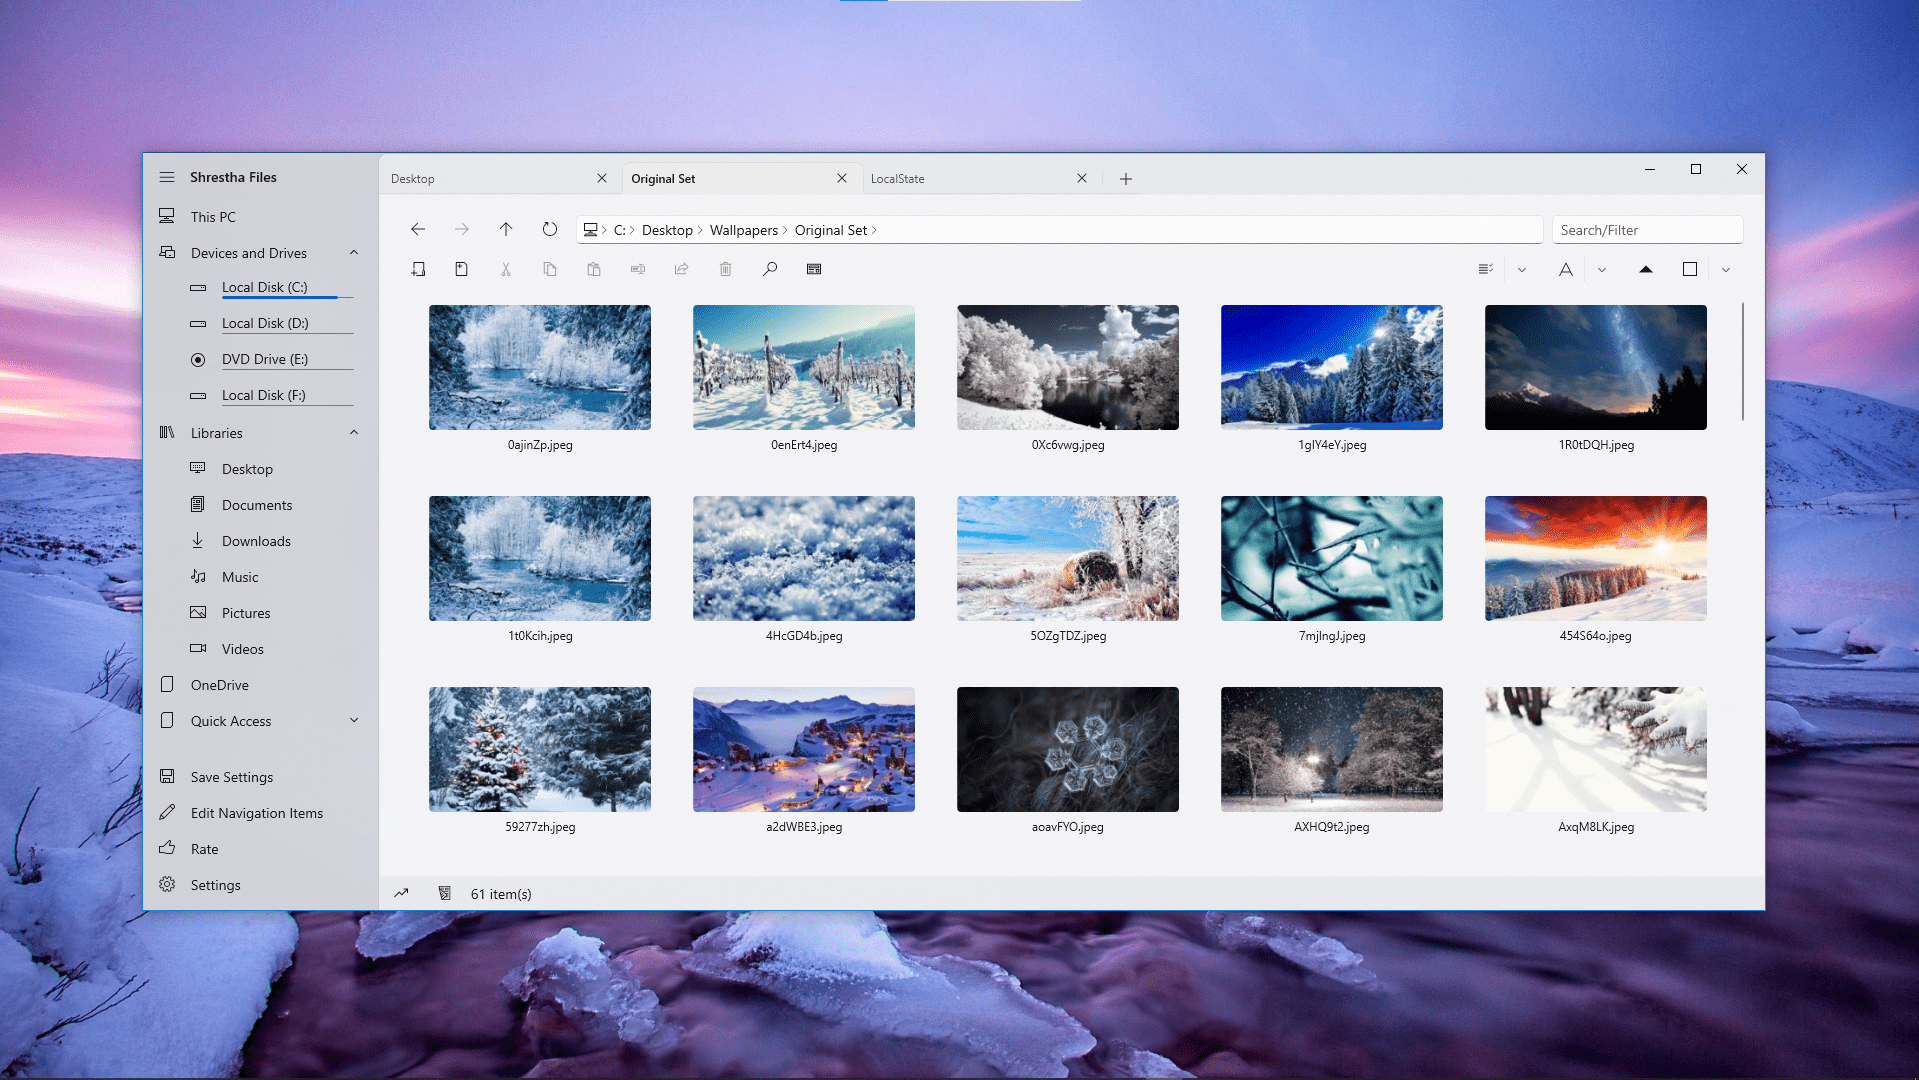 Shrestha Files
This PC
Devices and Drives
Local Disk (C:)
Local Disk (D:)
DVD Drive (E:)
Local Disk (F:)
Libraries
Desktop
Documents
Downloads
Music
Pictures
Videos
OneDrive
Quick Access
Save Settings
Edit Navigation Items
Rate
Settings
Desktop
Original Set
LocalState
C: Desktop Wallpapers Original Set
Search/Filter
0ajinZp.jpeg
0enErt4.jpeg
0Xc6vwg.jpeg
1glY4eY.jpeg
1R0tDQH.jpeg
1t0Kcih.jpeg
4HcGD4b.jpeg
5OZgTDZ.jpeg
7mjlngJ.jpeg
454S64o.jpeg
59277zh.jpeg
a2dWBE3.jpeg
aoavFYO.jpeg
AXHQ9t2.jpeg
AxqM8LK.jpeg
61 item(s)